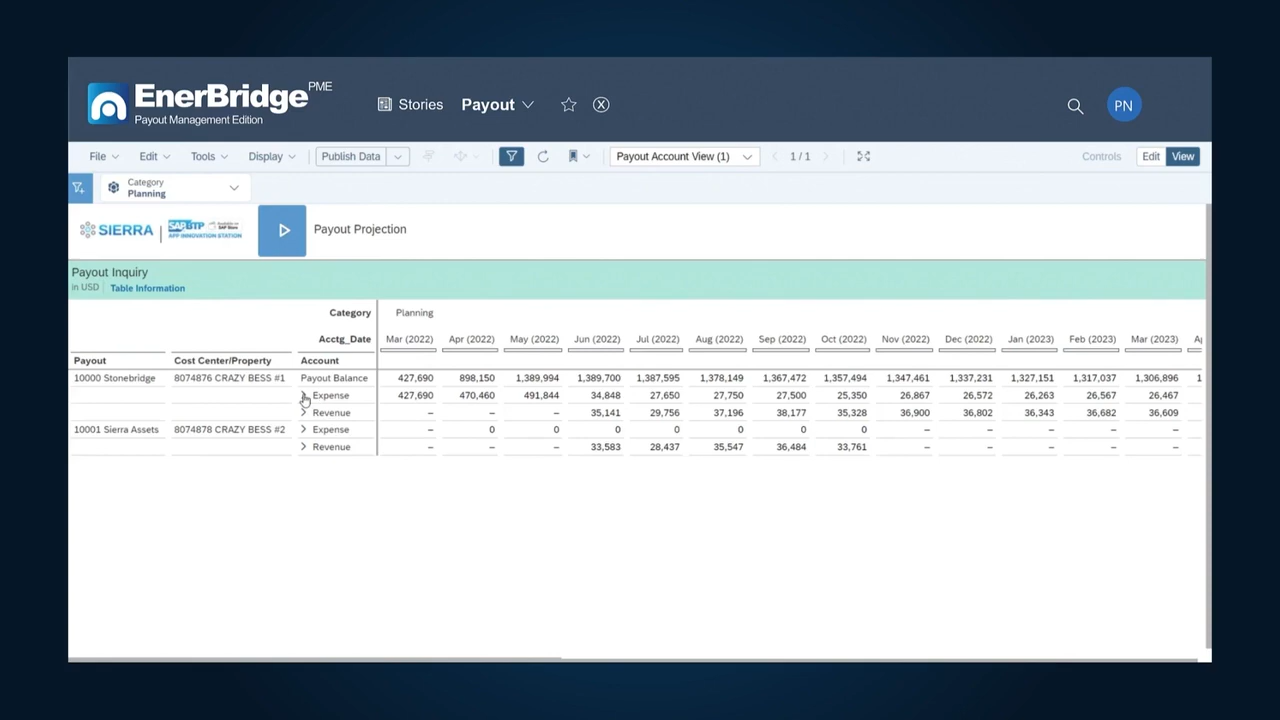 EnerBridge PME
Payout Management Edition
Stories Payout
PN
File Edit Tools Display Publish Data Payout Account View (1) 1 / 1 Controls Edit View
Category
Planning
SIERRA | SAP BTP
APP INNOVATION STATION
SAP Store
Payout Projection
Payout Inquiry
in USD Table Information
Category Planning
Acctg_Date Mar (2022) Apr (2022) May (2022) Jun (2022) Jul (2022) Aug (2022) Sep (2022) Oct (2022) Nov (2022) Dec (2022) Jan (2023) Feb (2023) Mar (2023)
Payout Cost Center/Property Account
10000 Stonebridge 8074876 CRAZY BESS #1 Payout Balance 427,690 898,150 1,389,994 1,389,700 1,387,595 1,378,149 1,367,472 1,357,494 1,347,461 1,337,231 1,327,151 1,317,037 1,306,896 1
Expense 427,690 470,460 491,844 34,848 27,650 27,750 27,500 25,350 26,867 26,572 26,263 26,567 26,467
Revenue – – – 35,141 29,756 37,196 38,177 35,328 36,900 36,802 36,343 36,682 36,609
10001 Sierra Assets 8074878 CRAZY BESS #2 Expense – 0 0 0 0 0 0 0 – – – – –
Revenue – – – 33,583 28,437 35,547 36,484 33,761 – – – – –